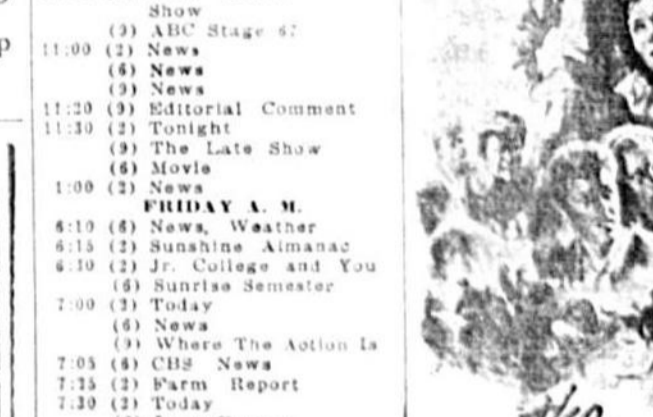 Show
(9) ABC Stage 67
11:00 (2) News
(6) News
(9) News
11:20 (9) Editorial Comment
11:30 (2) Tonight
(9) The Late Show
(6) Movie
1:00 (2) News
FRIDAY A. M.
6:10 (6) News, Weather
6:15 (2) Sunshine Almanac
6:30 (2) Jr. College and You
(6) Sunrise Semester
7:00 (2) Today
(6) News
(9) Where The Action Is
7:05 (6) CBS News
7:25 (2) Farm Report
7:30 (2) Today